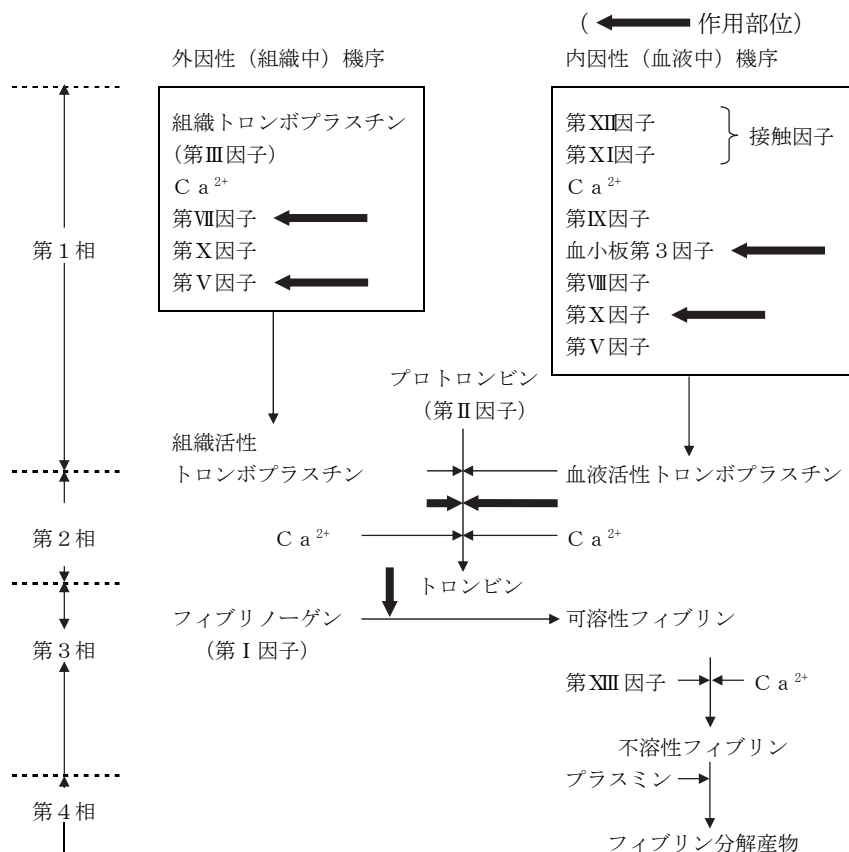 （ 作用部位）
外因性（組織中）機序
内因性（血液中）機序
組織トロンボプラスチン
（第Ⅲ因子）
Ｃａ²⁺
第Ⅶ因子
第Ⅹ因子
第Ⅴ因子
第Ⅻ因子
第Ⅺ因子
接触因子
Ｃａ²⁺
第Ⅸ因子
血小板第３因子
第Ⅷ因子
第Ⅹ因子
第Ⅴ因子
第１相
プロトロンビン
（第Ⅱ因子）
組織活性
トロンボプラスチン
血液活性トロンボプラスチン
第２相
Ｃａ²⁺
Ｃａ²⁺
トロンビン
フィブリノーゲン
（第Ⅰ因子）
可溶性フィブリン
第３相
第XIII因子
Ｃａ²⁺
不溶性フィブリン
プラスミン
第４相
フィブリン分解産物